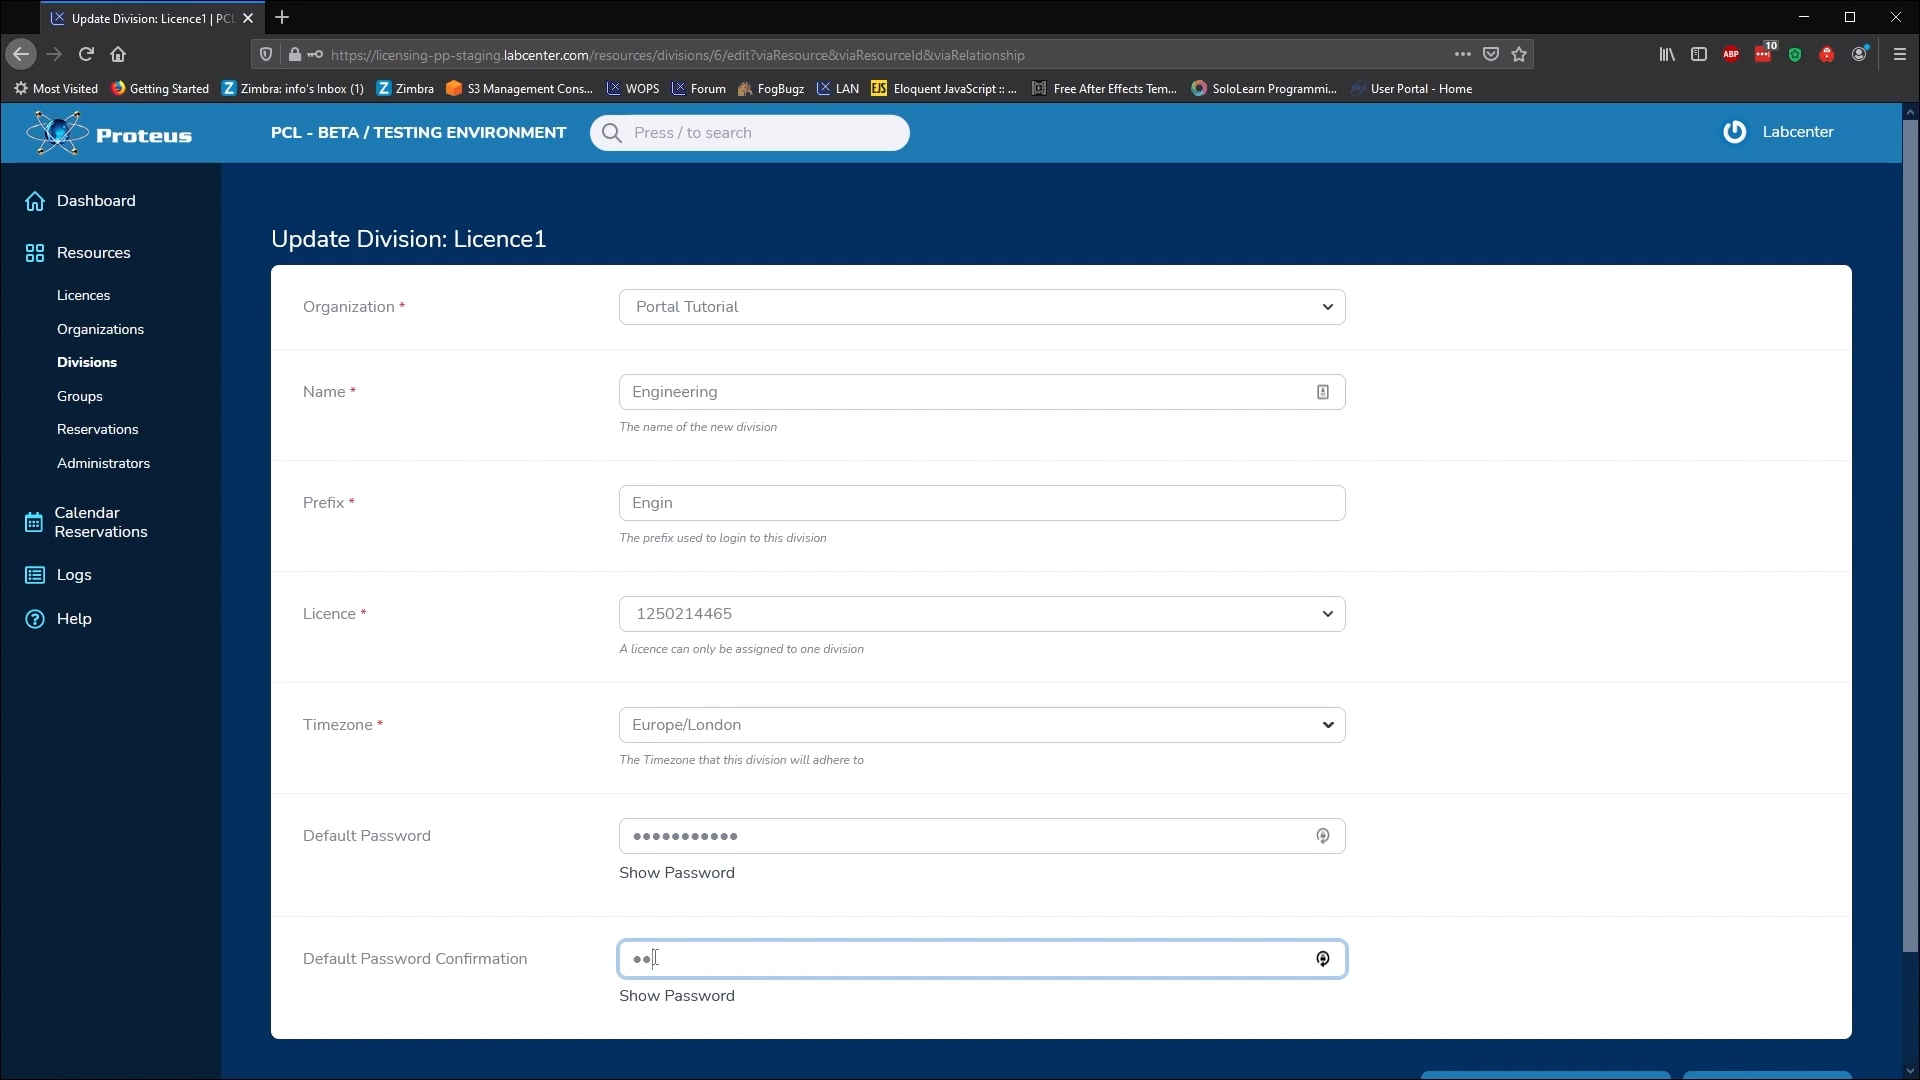 Update Division: Licence1 | PCL
https://licensing-pp-staging.labcenter.com/resources/divisions/6/edit?viaResource&viaResourceId&viaRelationship
ABP
10
Most Visited
Getting Started
Zimbra: info's Inbox (1)
Zimbra
S3 Management Cons...
WOPS
Forum
FogBugz
LAN
EJS Eloquent JavaScript :: ...
Free After Effects Tem...
SoloLearn Programmi...
User Portal - Home
Proteus
PCL - BETA / TESTING ENVIRONMENT
Press / to search
Labcenter
Dashboard
Resources
Licences
Organizations
Divisions
Groups
Reservations
Administrators
Calendar
Reservations
Logs
Help
Update Division: Licence1
Organization *
Portal Tutorial
Name *
Engineering
The name of the new division
Prefix *
Engin
The prefix used to login to this division
Licence *
1250214465
A licence can only be assigned to one division
Timezone *
Europe/London
The Timezone that this division will adhere to
Default Password
•••••••••••
Show Password
Default Password Confirmation
••
Show Password